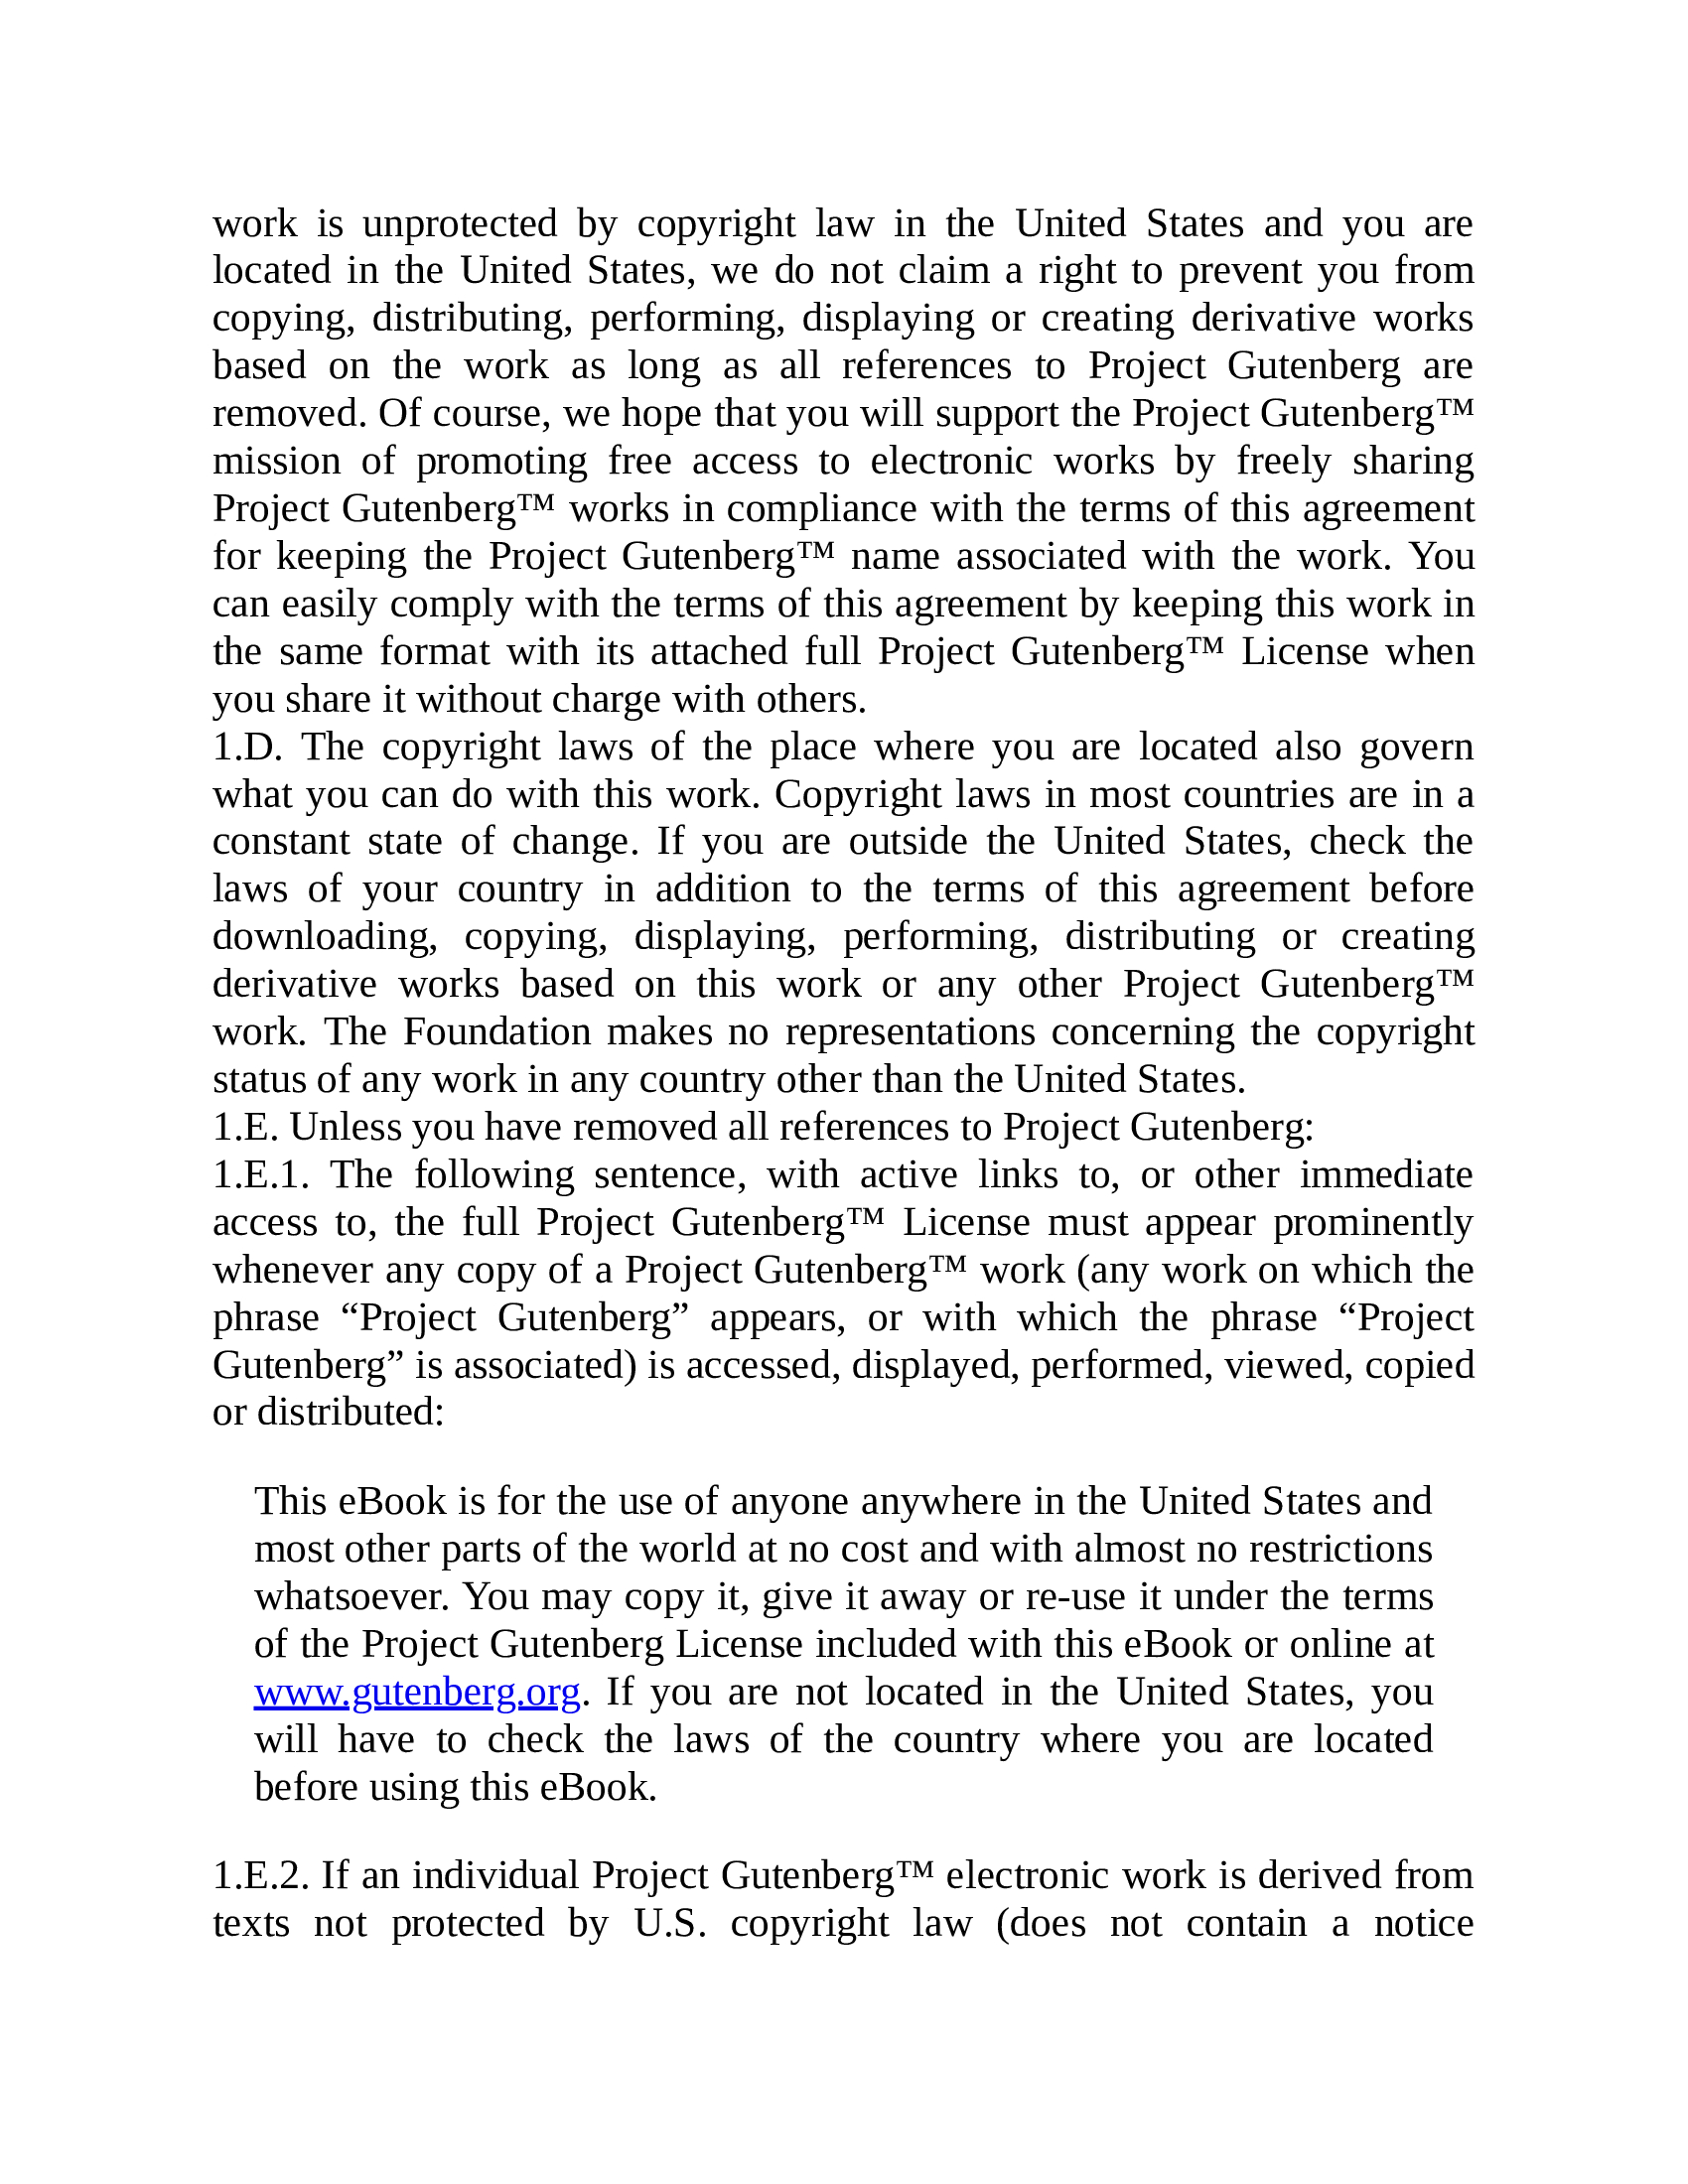 work is unprotected by copyright law in the United States and you are
located in the United States, we do not claim a right to prevent you from
copying, distributing, performing, displaying or creating derivative works
based on the work as long as all references to Project Gutenberg are
removed. Of course, we hope that you will support the Project Gutenberg™
mission of promoting free access to electronic works by freely sharing
Project Gutenberg™ works in compliance with the terms of this agreement
for keeping the Project Gutenberg™ name associated with the work. You
can easily comply with the terms of this agreement by keeping this work in
the same format with its attached full Project Gutenberg™ License when
you share it without charge with others.
1.D. The copyright laws of the place where you are located also govern
what you can do with this work. Copyright laws in most countries are in a
constant state of change. If you are outside the United States, check the
laws of your country in addition to the terms of this agreement before
downloading, copying, displaying, performing, distributing or creating
derivative works based on this work or any other Project Gutenberg™
work. The Foundation makes no representations concerning the copyright
status of any work in any country other than the United States.
1.E. Unless you have removed all references to Project Gutenberg:
1.E.1. The following sentence, with active links to, or other immediate
access to, the full Project Gutenberg™ License must appear prominently
whenever any copy of a Project Gutenberg™ work (any work on which the
phrase “Project Gutenberg” appears, or with which the phrase “Project
Gutenberg” is associated) is accessed, displayed, performed, viewed, copied
or distributed:
This eBook is for the use of anyone anywhere in the United States and
most other parts of the world at no cost and with almost no restrictions
whatsoever. You may copy it, give it away or re-use it under the terms
of the Project Gutenberg License included with this eBook or online at
www.gutenberg.org. If you are not located in the United States, you
will have to check the laws of the country where you are located
before using this eBook.
1.E.2. If an individual Project Gutenberg™ electronic work is derived from
texts not protected by U.S. copyright law (does not contain a notice